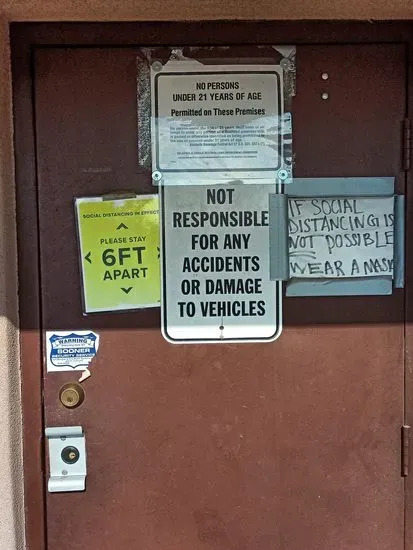 NO PERSONS
UNDER 21 YEARS OF AGE
Permitted on These Premises
NOT
RESPONSIBLE
FOR ANY
ACCIDENTS
OR DAMAGE
TO VEHICLES
SOCIAL DISTANCING IN EFFECT
PLEASE STAY
6FT
APART
IF SOCIAL
DISTANCING IS
NOT POSSIBLE
WEAR A MASK
WARNING
SOONER
SECURITY SERVICE